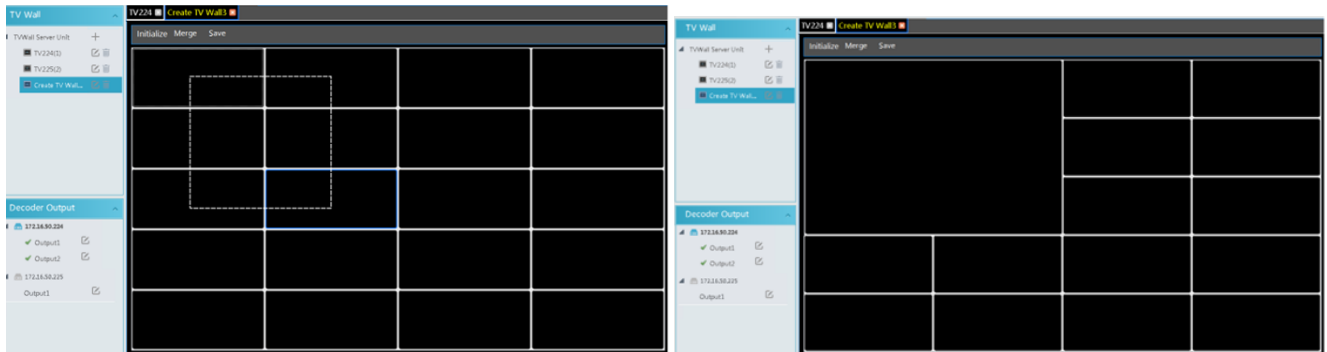 TV Wall
TV224 Create TV Wall3
TVWall Server Unit
Initialize Merge Save
TV224(1)
TV225(2)
Create TV Wall...
Decoder Output
172.16.50.224
Output1
Output2
172.16.50.225
Output1
TV Wall
TV224 Create TV Wall3
TVWall Server Unit
Initialize Merge Save
TV224(1)
TV225(2)
Create TV Wall...
Decoder Output
172.16.50.224
Output1
Output2
172.16.50.225
Output1